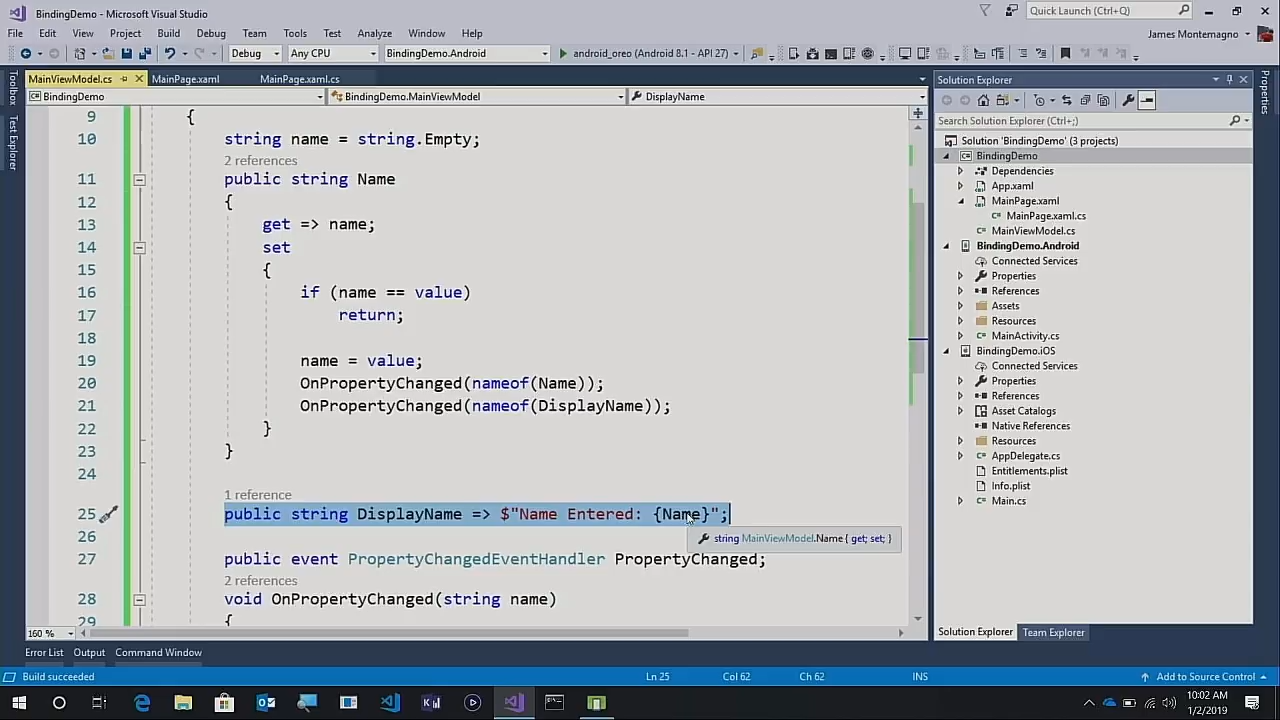 BindingDemo - Microsoft Visual Studio
Quick Launch (Ctrl+Q)
File Edit View Project Build Debug Team Tools Test Analyze Window Help
James Montemagno
Debug Any CPU BindingDemo.Android android_oreo (Android 8.1 - API 27)
Toolbox
Test Explorer
MainViewModel.cs MainPage.xaml MainPage.xaml.cs
BindingDemo BindingDemo.MainViewModel DisplayName
9 {
10 string name = string.Empty;
2 references
11 public string Name
12 {
13 get => name;
14 set
15 {
16 if (name == value)
17 return;
18
19 name = value;
20 OnPropertyChanged(nameof(Name));
21 OnPropertyChanged(nameof(DisplayName));
22 }
23 }
24
1 reference
25 public string DisplayName => $"Name Entered: {Name}";
26
string MainViewModel.Name { get; set; }
27 public event PropertyChangedEventHandler PropertyChanged;
2 references
28 void OnPropertyChanged(string name)
29 {
160 %
Solution Explorer
Search Solution Explorer (Ctrl+;)
Solution 'BindingDemo' (3 projects)
BindingDemo
Dependencies
App.xaml
MainPage.xaml
MainPage.xaml.cs
MainViewModel.cs
BindingDemo.Android
Connected Services
Properties
References
Assets
Resources
MainActivity.cs
BindingDemo.iOS
Connected Services
Properties
References
Asset Catalogs
Native References
Resources
AppDelegate.cs
Entitlements.plist
Info.plist
Main.cs
Solution Explorer Team Explorer
Properties
Error List Output Command Window
Build succeeded Ln 25 Col 62 Ch 62 INS Add to Source Control
10:02 AM
1/2/2019